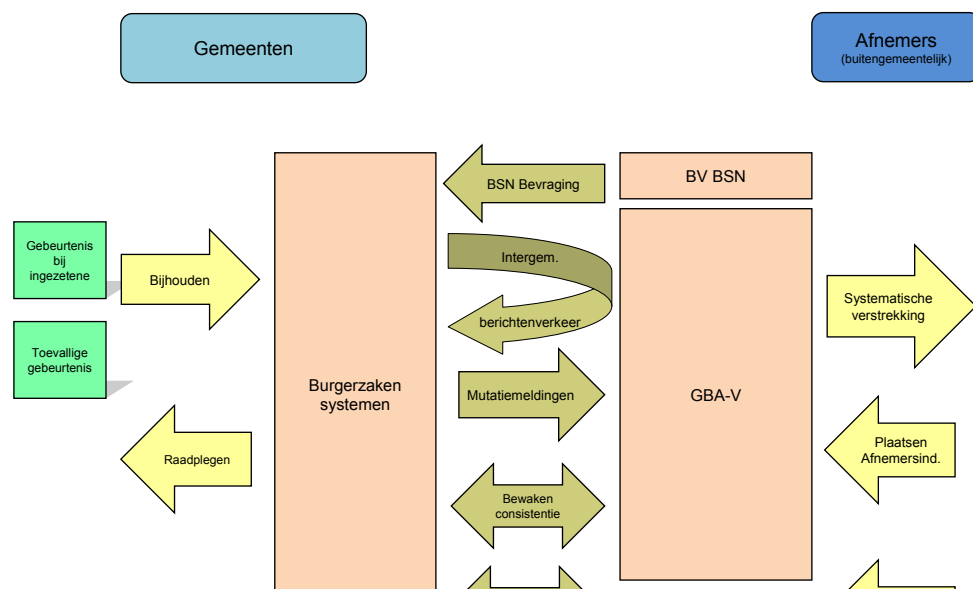 Gemeenten
Afnemers
(buitengemeentelijk)
BSN Bevraging
BV BSN
Gebeurtenis
bij
ingezetene
Bijhouden
Intergem.
berichtenverkeer
Systematische
verstrekking
Toevallige
gebeurtenis
Burgerzaken
systemen
Mutatiemeldingen
GBA-V
Raadplegen
Plaatsen
Afnemersind.
Bewaken
consistentie